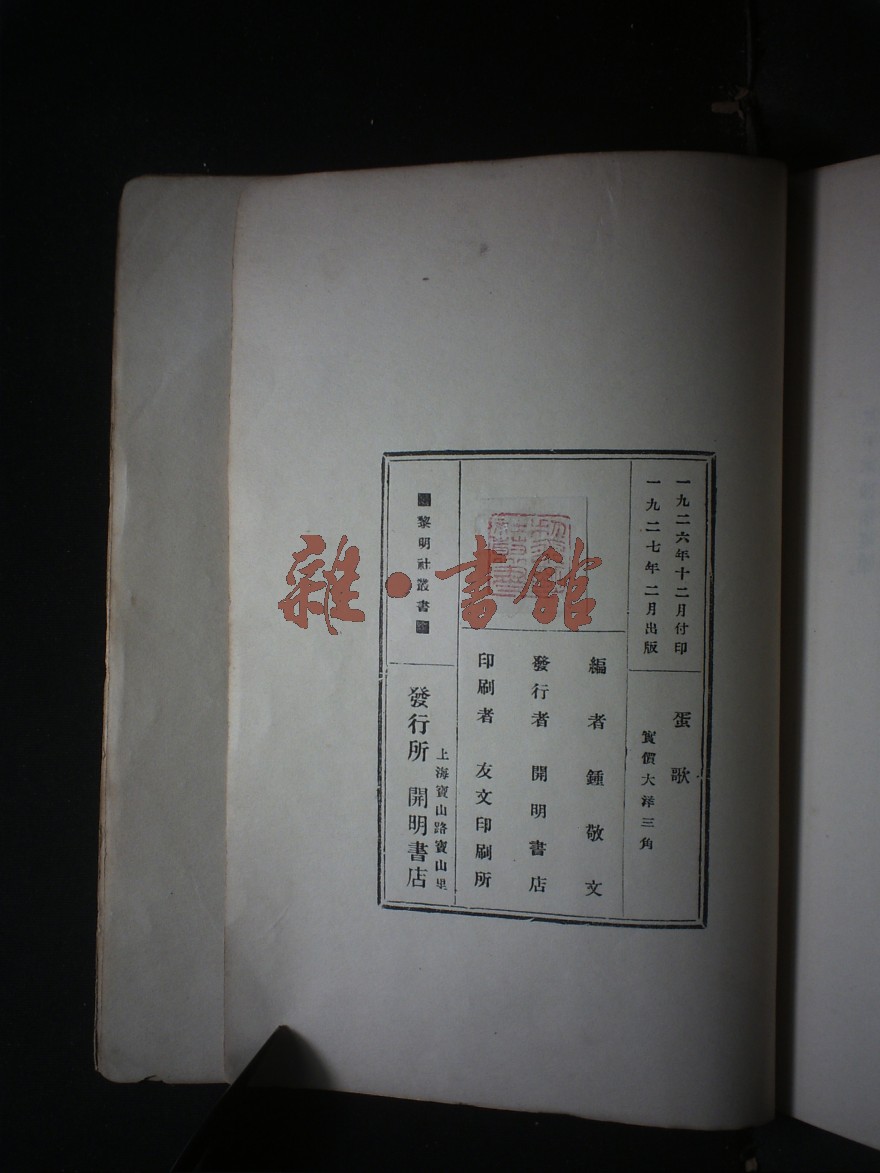 一九二六年十二月付印
一九二七年二月出版
蛋歌
實價大洋三角
編者 鍾敬文
發行者 開明書店
印刷者 友文印刷所
黎明社叢書
上海寶山路寶山里
發行所 開明書店
雜·書館